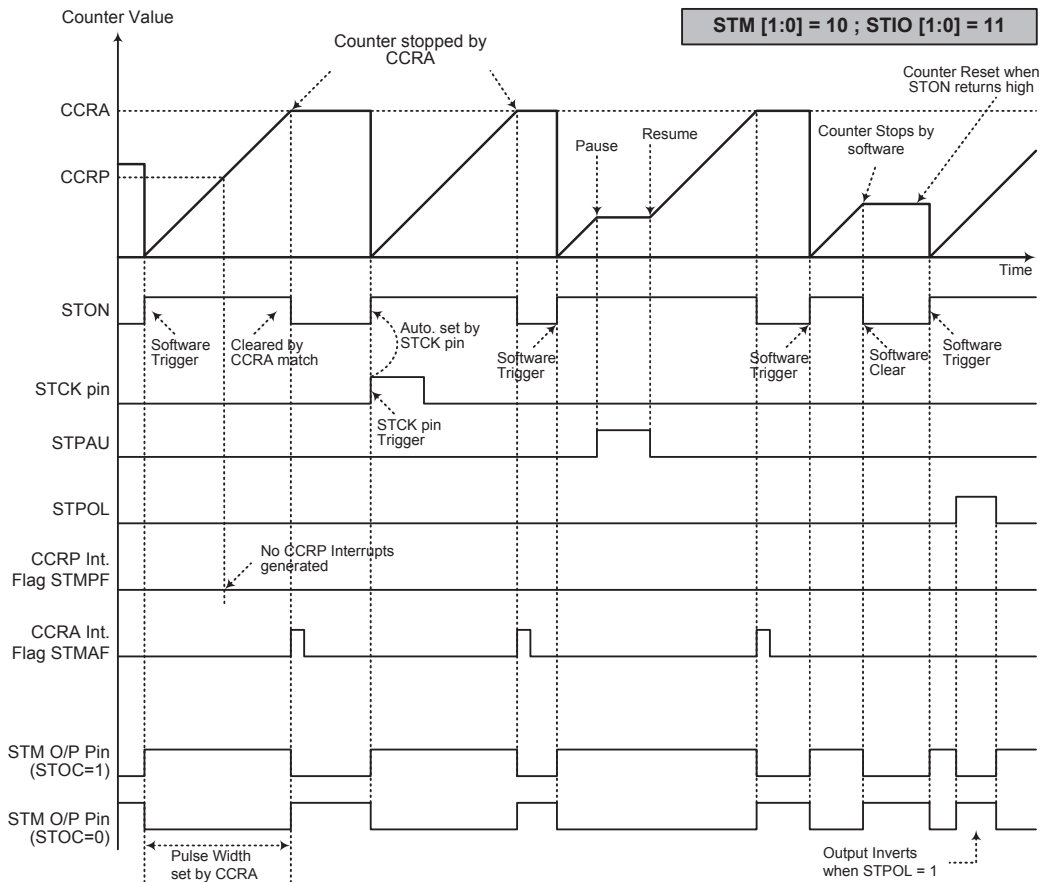 Counter Value
STM [1:0] = 10 ; STIO [1:0] = 11
Counter stopped by
CCRA
Counter Reset when
STON returns high
CCRA
Pause
Resume
Counter Stops by
software
CCRP
Time
STON
Software
Trigger
Cleared by
CCRA match
Auto. set by
STCK pin
Software
Trigger
Software
Trigger
Software
Clear
Software
Trigger
STCK pin
STCK pin
Trigger
STPAU
STPOL
CCRP Int.
Flag STMPF
No CCRP Interrupts
generated
CCRA Int.
Flag STMAF
STM O/P Pin
(STOC=1)
STM O/P Pin
(STOC=0)
Pulse Width
set by CCRA
Output Inverts
when STPOL = 1